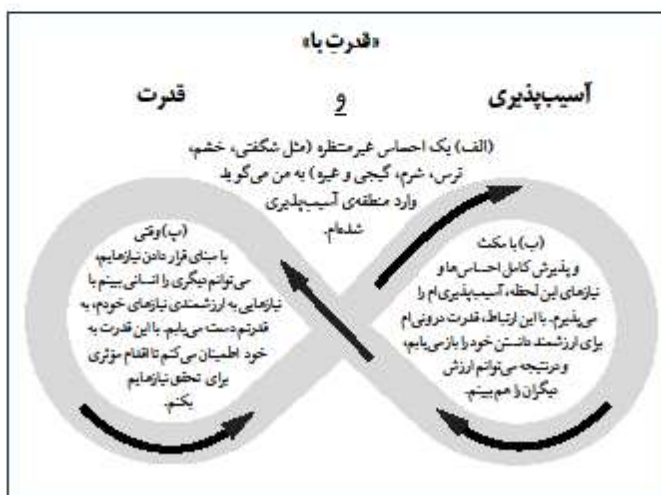 «قدرتِ با»
آسیب‌پذیری و قدرت
(الف) یک احساس غیرمنتظره (مثل شگفتی، خشم،
ترس، شرم، گیجی و غیره) به من می‌گوید
وارد منطقه‌ی آسیب‌پذیری
شده‌ام.
(ب) با مکث
و پذیرش کامل احساس‌ها و
نیازهای این لحظه، آسیب‌پذیری‌ام را
می‌پذیرم. با این ارتباط، قدرت درونی‌ام
برای ارزشمند دانستن خود را باز می‌یابم،
و درنتیجه می‌توانم ارزش
دیگران را هم ببینم.
(پ) وقتی
با مبنای قرار دادن نیازهایم،
می‌توانم دیگری را انسانی ببینم با
نیازهایی به ارزشمندی نیازهای خودم، به
قدرتم دست می‌یابم. با این قدرت به
خود اطمینان می‌کنم تا اقدام مؤثری
برای تحقق نیازهایم
بکنم.